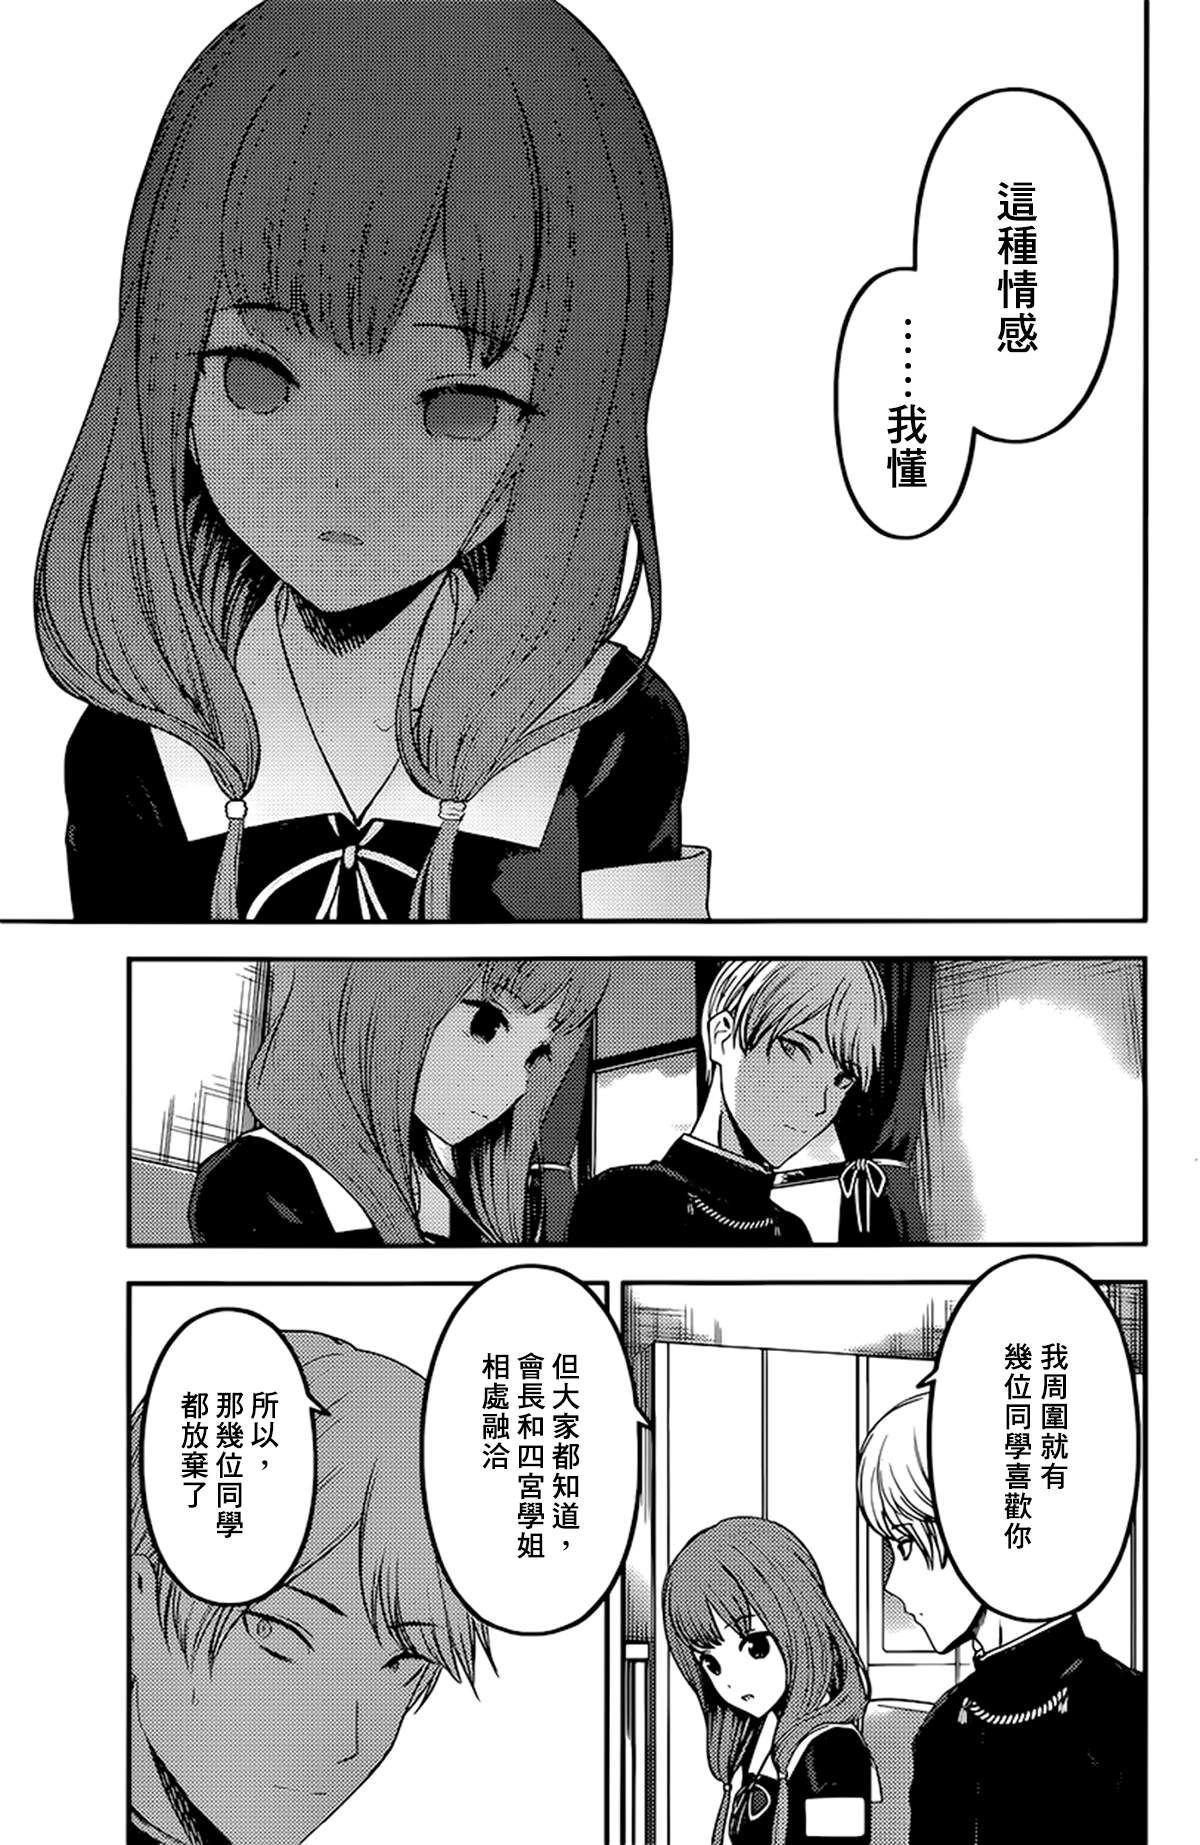 這種情感
……我懂
我周圍就有
幾位同學喜歡你
但大家都知道，
會長和四宮學姐
相處融洽
所以，
那幾位同學
都放棄了